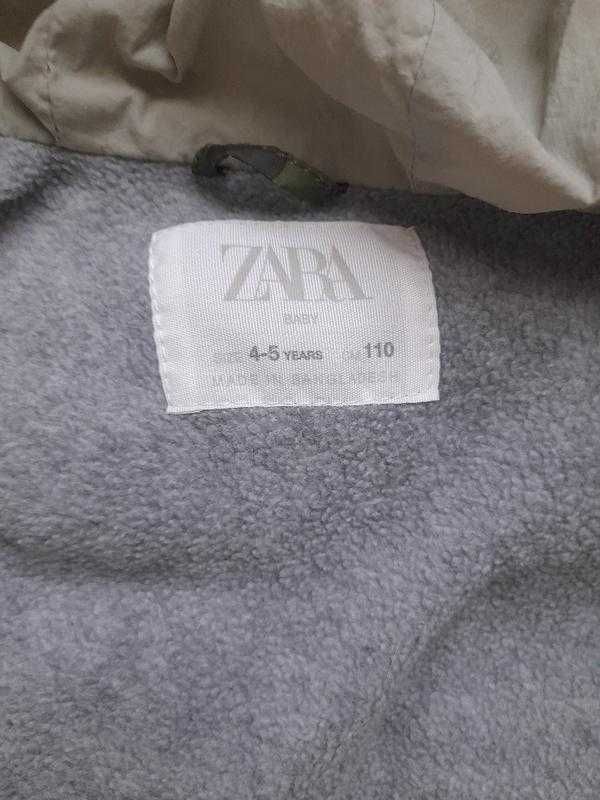 ZARA
BABY
SIZE 4-5 YEARS CM 110
MADE IN BANGLADESH